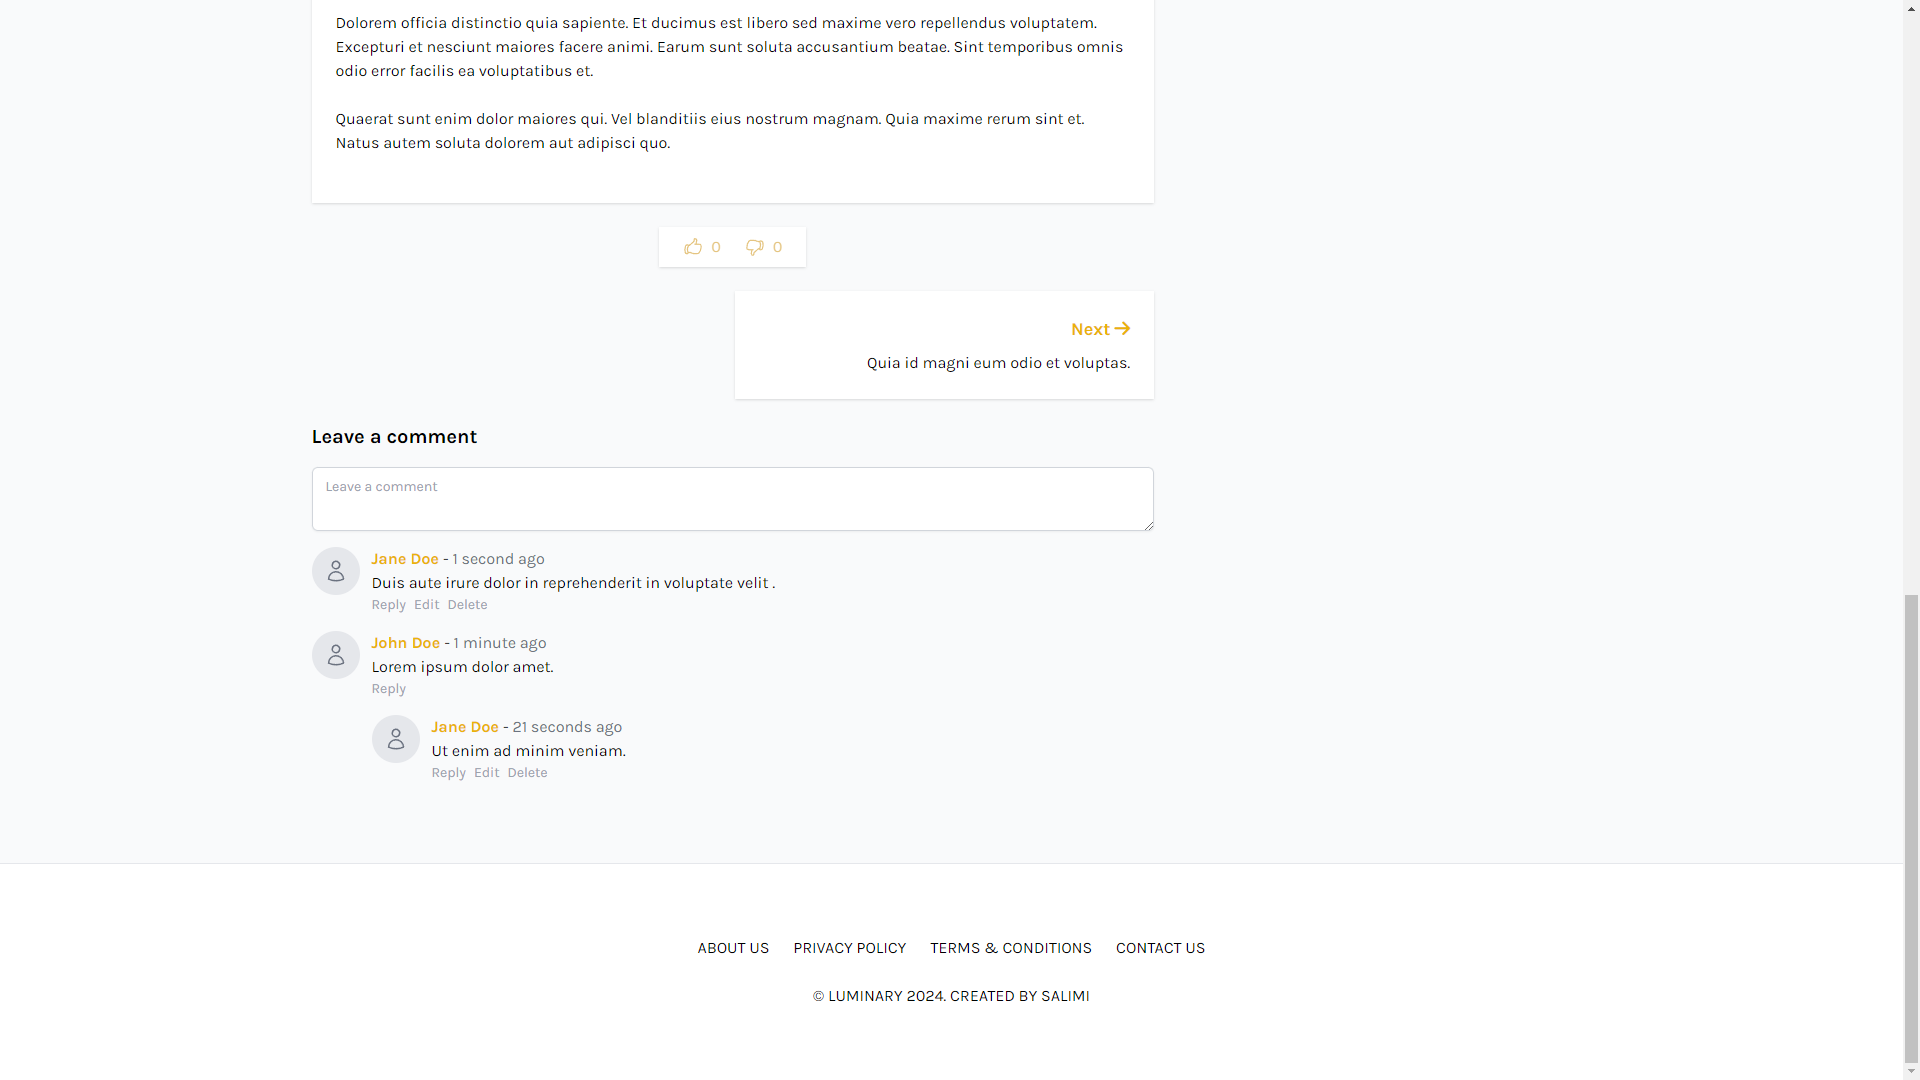 Dolorem officia distinctio quia sapiente. Et ducimus est libero sed maxime vero repellendus voluptatem.
Excepturi et nesciunt maiores facere animi. Earum sunt soluta accusantium beatae. Sint temporibus omnis
odio error facilis ea voluptatibus et.
Quaerat sunt enim dolor maiores qui. Vel blanditiis eius nostrum magnam. Quia maxime rerum sint et.
Natus autem soluta dolorem aut adipisci quo.
0 0
Next
Quia id magni eum odio et voluptas.
Leave a comment
Leave a comment
Jane Doe - 1 second ago
Duis aute irure dolor in reprehenderit in voluptate velit .
Reply Edit Delete
John Doe - 1 minute ago
Lorem ipsum dolor amet.
Reply
Jane Doe - 21 seconds ago
Ut enim ad minim veniam.
Reply Edit Delete
ABOUT US PRIVACY POLICY TERMS & CONDITIONS CONTACT US
© LUMINARY 2024. CREATED BY SALIMI